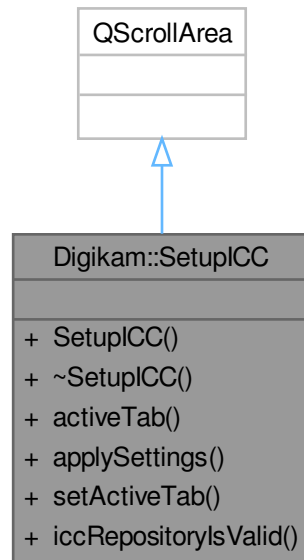 QScrollArea
Digikam::SetupICC
+ SetupICC()
+ ~SetupICC()
+ activeTab()
+ applySettings()
+ setActiveTab()
+ iccRepositoryIsValid()